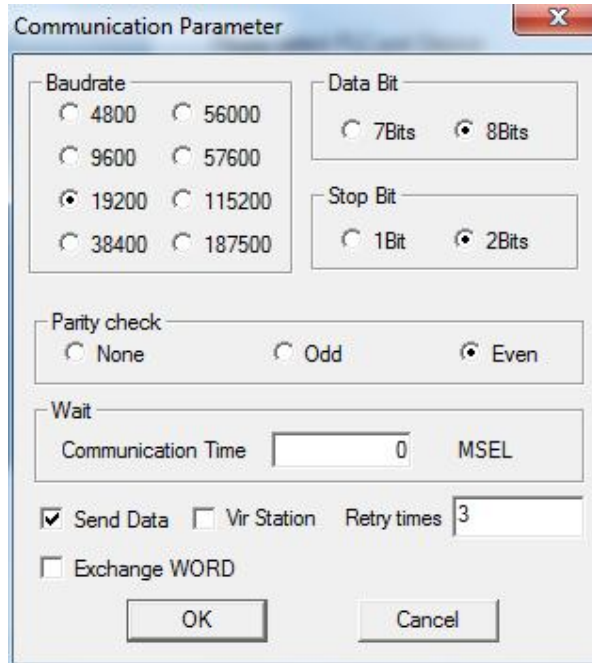 Communication Parameter
Baudrate
4800 56000
9600 57600
19200 115200
38400 187500
Data Bit
7Bits 8Bits
Stop Bit
1Bit 2Bits
Parity check
None Odd Even
Wait
Communication Time 0 MSEL
Send Data Vir Station Retry times 3
Exchange WORD
OK Cancel